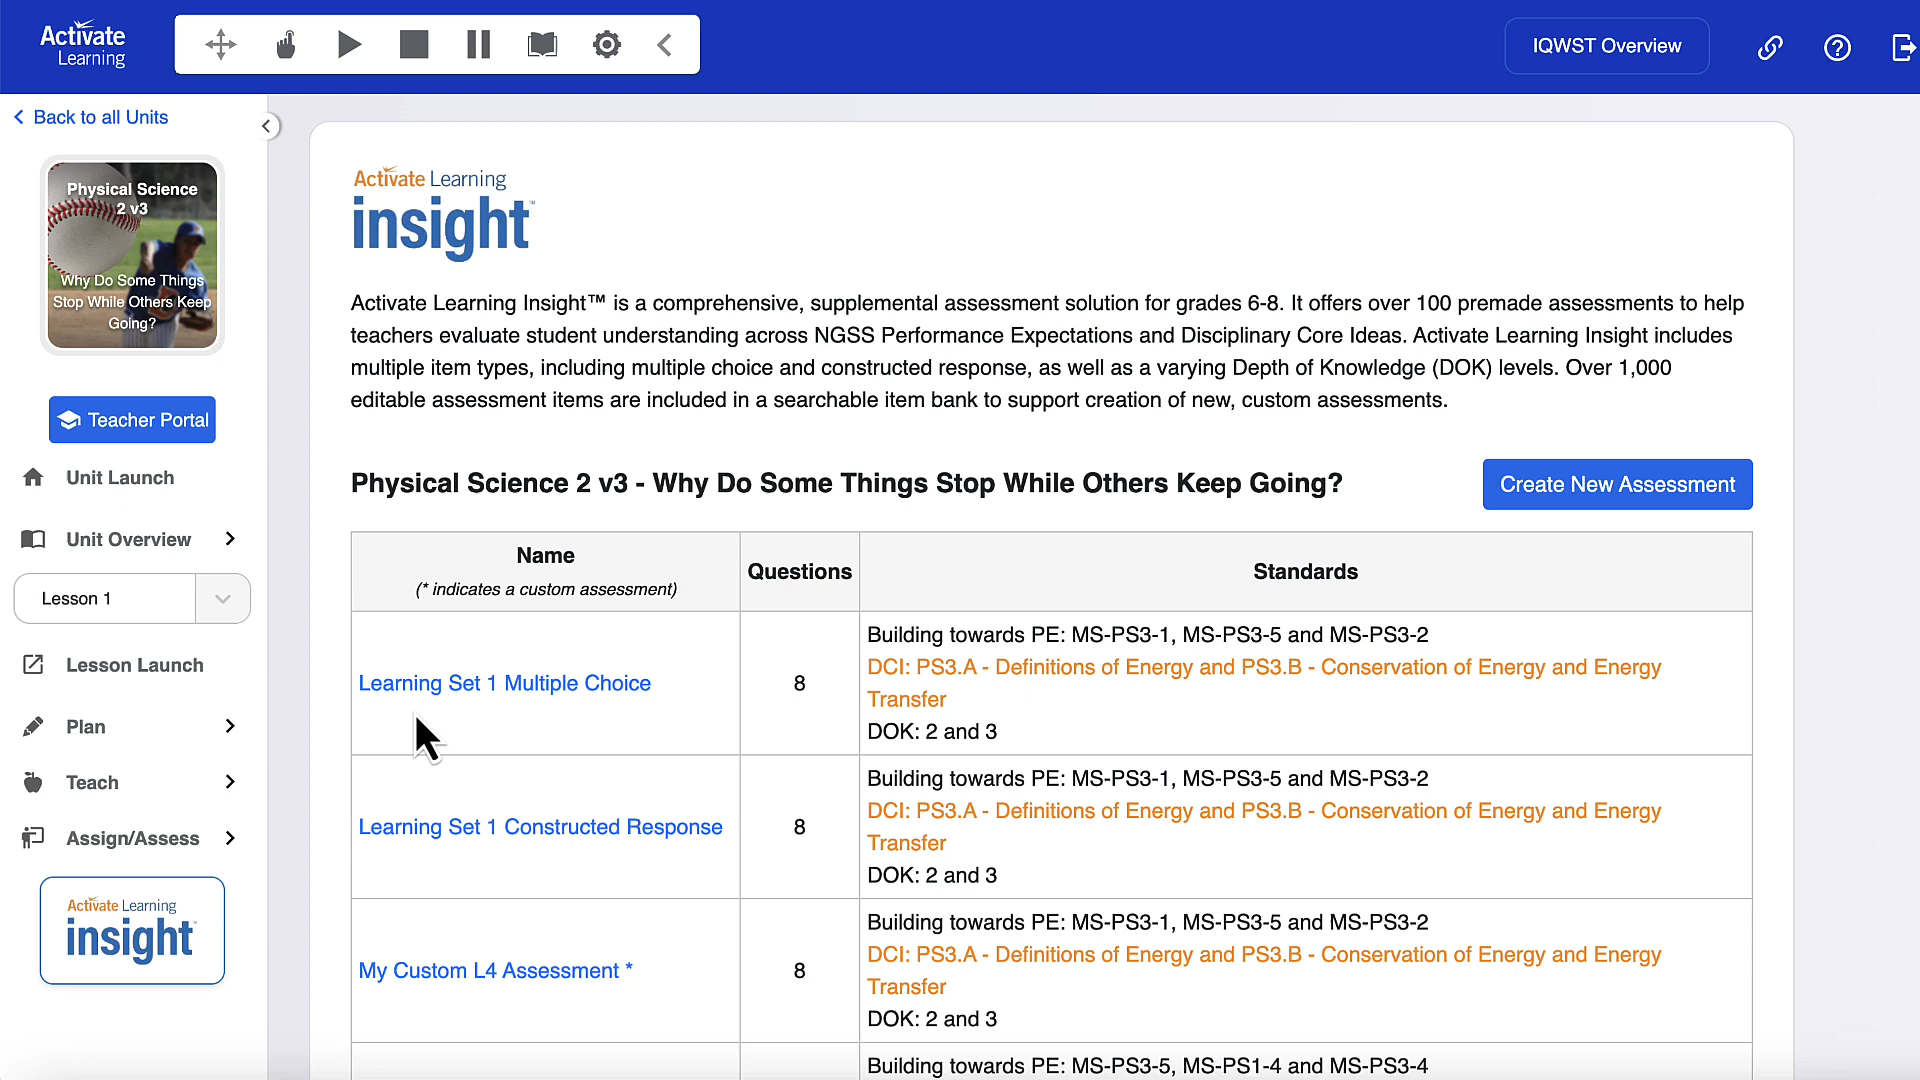 Activate
Learning
IQWST Overview
Back to all Units
Physical Science
2 v3
Why Do Some Things
Stop While Others Keep
Going?
Teacher Portal
Unit Launch
Unit Overview
Lesson 1
Lesson Launch
Plan
Teach
Assign/Assess
Activate Learning
insight
Activate Learning
insight™
Activate Learning Insight™ is a comprehensive, supplemental assessment solution for grades 6-8. It offers over 100 premade assessments to help
teachers evaluate student understanding across NGSS Performance Expectations and Disciplinary Core Ideas. Activate Learning Insight includes
multiple item types, including multiple choice and constructed response, as well as a varying Depth of Knowledge (DOK) levels. Over 1,000
editable assessment items are included in a searchable item bank to support creation of new, custom assessments.
Physical Science 2 v3 - Why Do Some Things Stop While Others Keep Going?
Create New Assessment
Name
(* indicates a custom assessment)
Questions
Standards
Learning Set 1 Multiple Choice
8
Building towards PE: MS-PS3-1, MS-PS3-5 and MS-PS3-2
DCI: PS3.A - Definitions of Energy and PS3.B - Conservation of Energy and Energy
Transfer
DOK: 2 and 3
Learning Set 1 Constructed Response
8
Building towards PE: MS-PS3-1, MS-PS3-5 and MS-PS3-2
DCI: PS3.A - Definitions of Energy and PS3.B - Conservation of Energy and Energy
Transfer
DOK: 2 and 3
My Custom L4 Assessment *
8
Building towards PE: MS-PS3-1, MS-PS3-5 and MS-PS3-2
DCI: PS3.A - Definitions of Energy and PS3.B - Conservation of Energy and Energy
Transfer
DOK: 2 and 3
Building towards PE: MS-PS3-5, MS-PS1-4 and MS-PS3-4